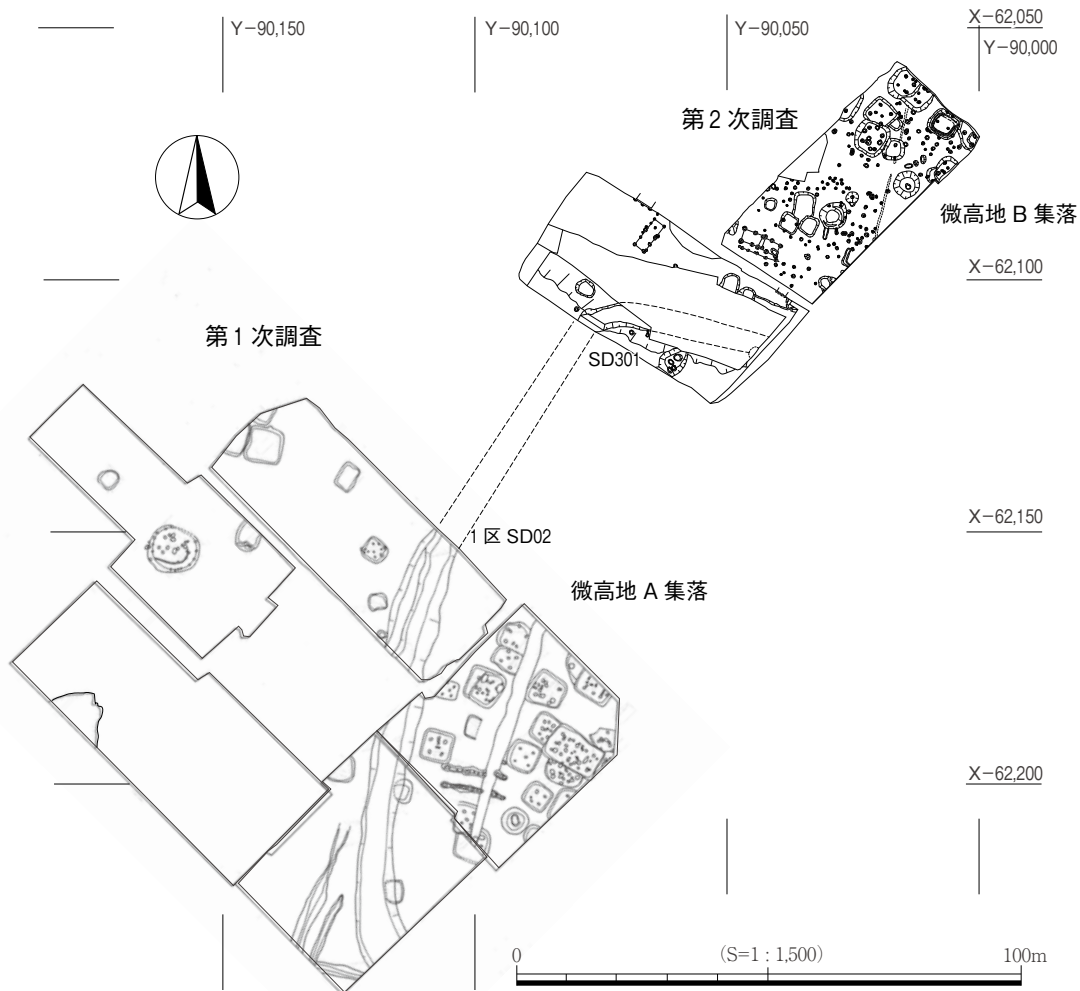 X-62,050
Y-90,150
Y-90,100
Y-90,050
Y-90,000
第2次調査
微高地 B 集落
X-62,100
第1次調査
SD301
X-62,150
1区 SD02
微高地 A 集落
X-62,200
0
(S=1 : 1,500)
100m